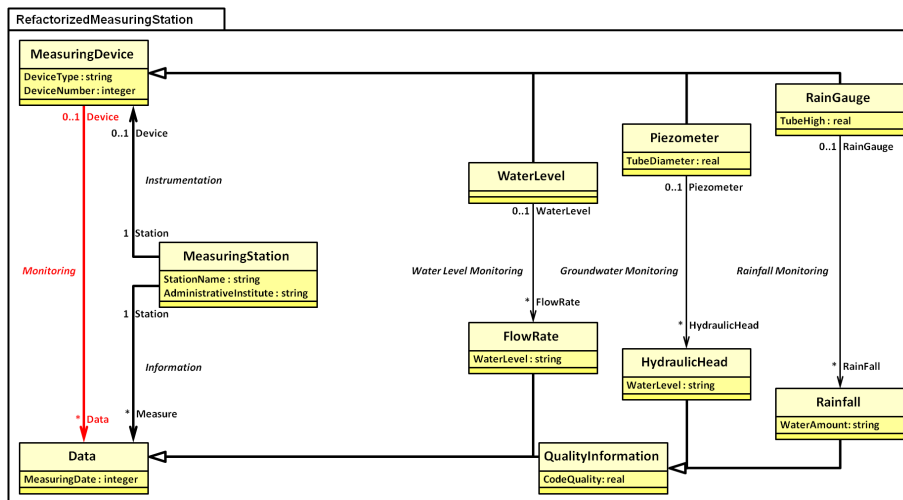 RefactorizedMeasuringStation
MeasuringDevice
DeviceType : string
DeviceNumber : integer
0..1 Device
0..1 Device
Instrumentation
1 Station
Monitoring
MeasuringStation
StationName : string
AdministrativeInstitute : string
1 Station
Information
* Data
* Measure
Data
MeasuringDate : integer
WaterLevel
0..1 WaterLevel
Water Level Monitoring
* FlowRate
FlowRate
WaterLevel : string
Piezometer
TubeDiameter : real
0..1 Piezometer
Groundwater Monitoring
* HydraulicHead
HydraulicHead
WaterLevel : string
RainGauge
TubeHigh : real
0..1 RainGauge
Rainfall Monitoring
* RainFall
Rainfall
WaterAmount: string
QualityInformation
CodeQuality: real